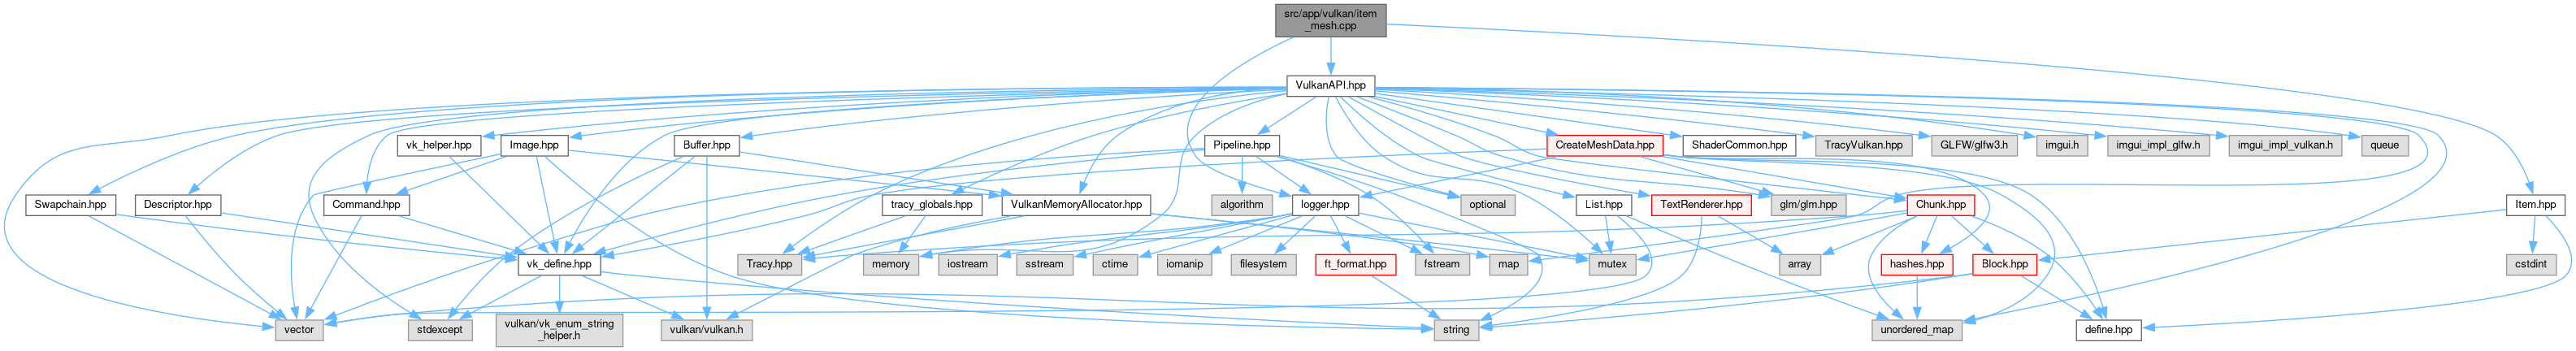 src/app/vulkan/item
_mesh.cpp
VulkanAPI.hpp
vk_helper.hpp
Image.hpp
Buffer.hpp
Pipeline.hpp
CreateMeshData.hpp
ShaderCommon.hpp
TracyVulkan.hpp
GLFW/glfw3.h
imgui.h
imgui_impl_glfw.h
imgui_impl_vulkan.h
queue
Swapchain.hpp
Descriptor.hpp
Command.hpp
VulkanMemoryAllocator.hpp
tracy_globals.hpp
algorithm
logger.hpp
optional
List.hpp
TextRenderer.hpp
glm/glm.hpp
Chunk.hpp
Item.hpp
vk_define.hpp
Tracy.hpp
memory
iostream
sstream
ctime
iomanip
filesystem
ft_format.hpp
fstream
map
mutex
array
hashes.hpp
Block.hpp
cstdint
vector
stdexcept
vulkan/vk_enum_string
_helper.h
vulkan/vulkan.h
string
unordered_map
define.hpp